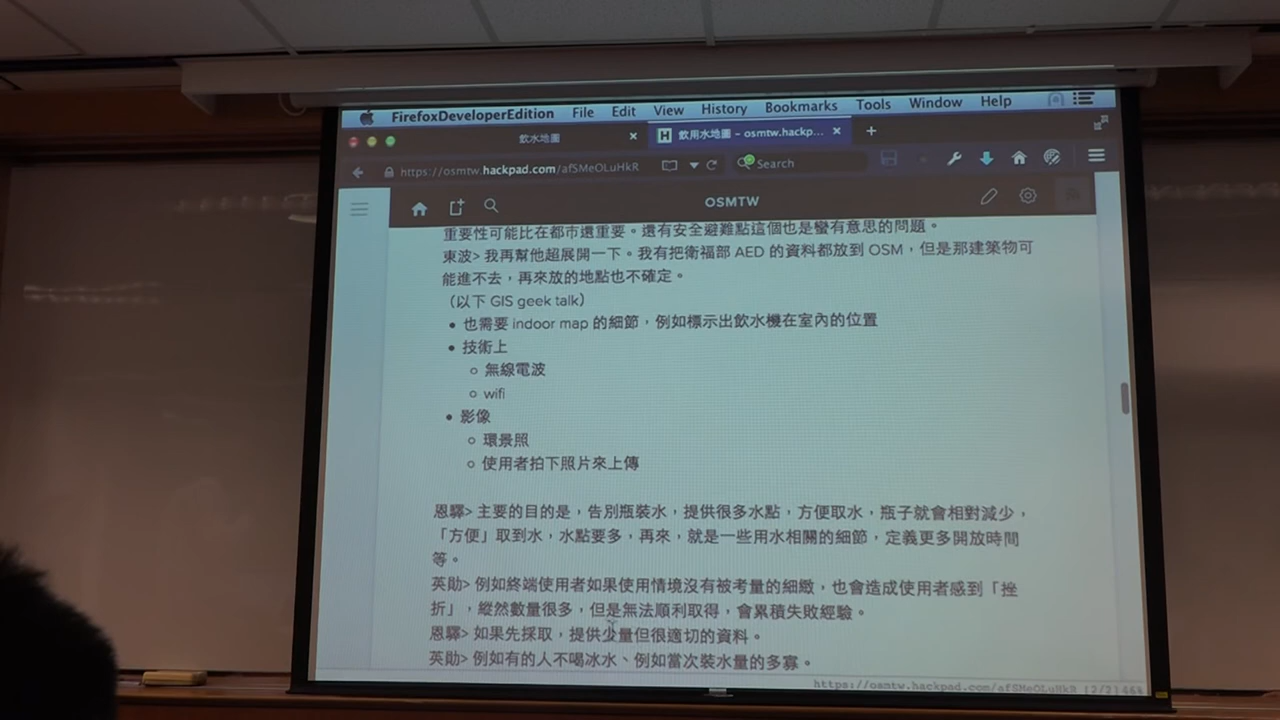 FirefoxDeveloperEdition File Edit View History Bookmarks Tools Window Help
飲水地圖 飲用水地圖 - osmtw.hackp...
https://osmtw.hackpad.com/afSMeOLuHkR Search
OSMTW
重要性可能比在都市還重要。還有安全避難點這個也是蠻有意思的問題。
東波> 我再幫他超展開一下。我有把衛福部 AED 的資料都放到 OSM，但是那建築物可
能進不去，再來放的地點也不確定。
（以下 GIS geek talk）
也需要 indoor map 的細節，例如標示出飲水機在室內的位置
技術上
無線電波
wifi
影像
環景照
使用者拍下照片來上傳
恩驛> 主要的目的是，告別瓶裝水，提供很多水點，方便取水，瓶子就會相對減少，
「方便」取到水，水點要多，再來，就是一些用水相關的細節，定義更多開放時間
等。
英勛> 例如終端使用者如果使用情境沒有被考量的細緻，也會造成使用者感到「挫
折」，縱然數量很多，但是無法順利取得，會累積失敗經驗。
恩驛> 如果先採取，提供少量但很適切的資料。
英勛> 例如有的人不喝冰水、例如當次裝水量的多寡。
https://osmtw.hackpad.com/afSMeOLuHkR [2/2] 46%